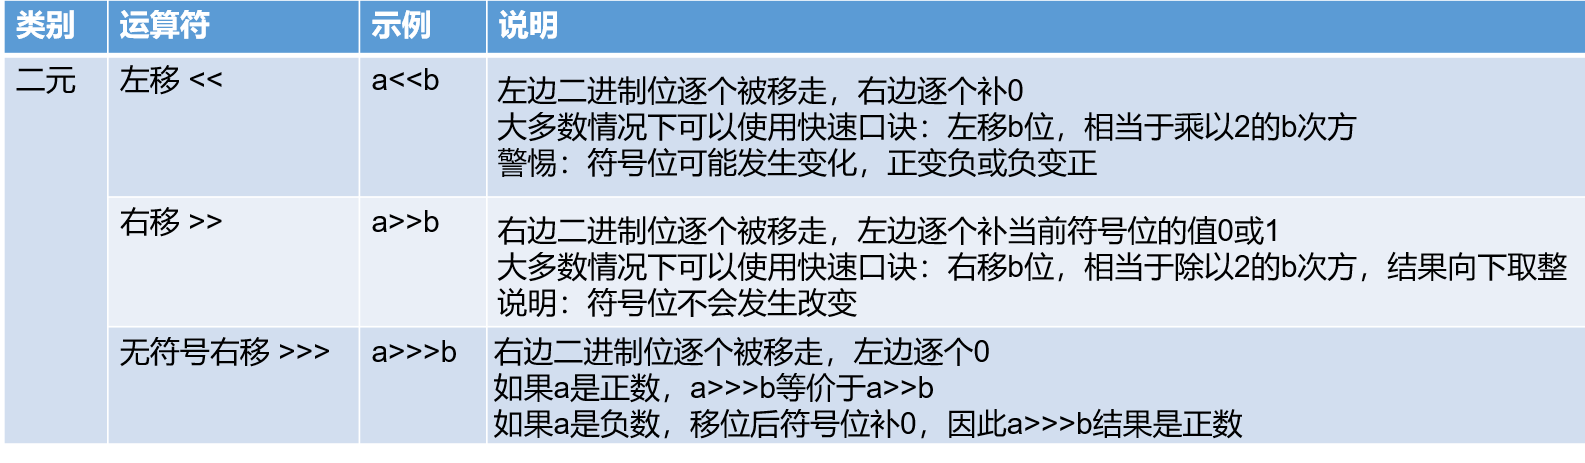 类别 运算符 示例 说明
二元 左移 << a<<b 左边二进制位逐个被移走，右边逐个补0
大多数情况下可以使用快速口诀：左移b位，相当于乘以2的b次方
警惕：符号位可能发生变化，正变负或负变正
右移 >> a>>b 右边二进制位逐个被移走，左边逐个补当前符号位的值0或1
大多数情况下可以使用快速口诀：右移b位，相当于除以2的b次方，结果向下取整
说明：符号位不会发生改变
无符号右移 >>> a>>>b 右边二进制位逐个被移走，左边逐个0
如果a是正数，a>>>b等价于a>>b
如果a是负数，移位后符号位补0，因此a>>>b结果是正数